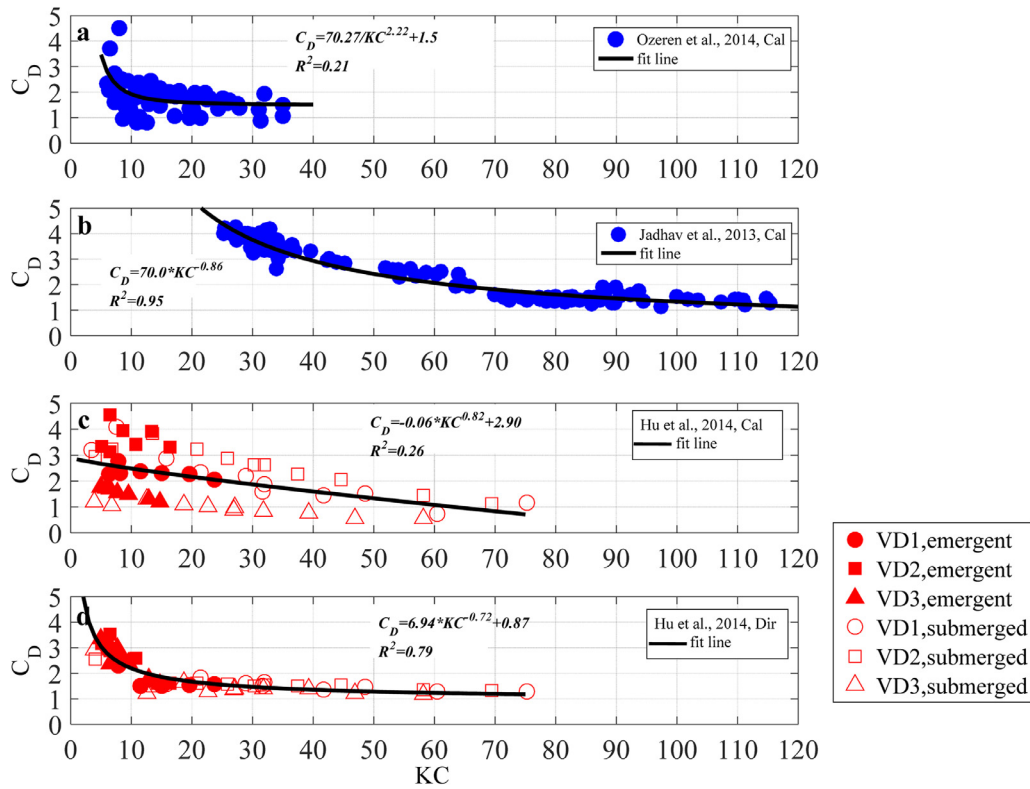 a
C_D=70.27/KC^2.22+1.5
R^2=0.21
Ozeren et al., 2014, Cal
fit line
C_D
5
4
3
2
1
0
0 10 20 30 40 50 60 70 80 90 100 110 120
b
C_D=70.0*KC^-0.86
R^2=0.95
Jadhav et al., 2013, Cal
fit line
C_D
5
4
3
2
1
0
0 10 20 30 40 50 60 70 80 90 100 110 120
c
C_D=-0.06*KC^0.82+2.90
R^2=0.26
Hu et al., 2014, Cal
fit line
C_D
5
4
3
2
1
0
0 10 20 30 40 50 60 70 80 90 100 110 120
d
C_D=6.94*KC^-0.72+0.87
R^2=0.79
Hu et al., 2014, Dir
fit line
C_D
5
4
3
2
1
0
0 10 20 30 40 50 60 70 80 90 100 110 120
KC
VD1,emergent
VD2,emergent
VD3,emergent
VD1,submerged
VD2,submerged
VD3,submerged